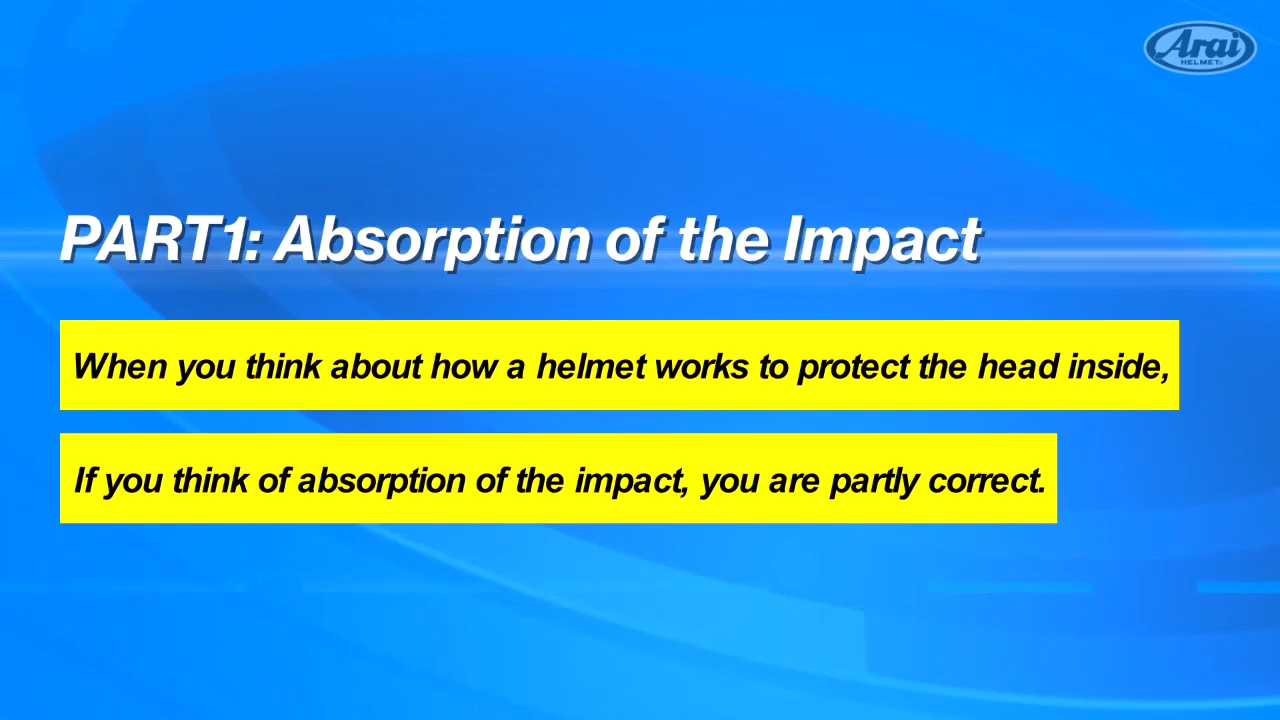 Arai
HELMET
PART1: Absorption of the Impact
When you think about how a helmet works to protect the head inside,
If you think of absorption of the impact, you are partly correct.